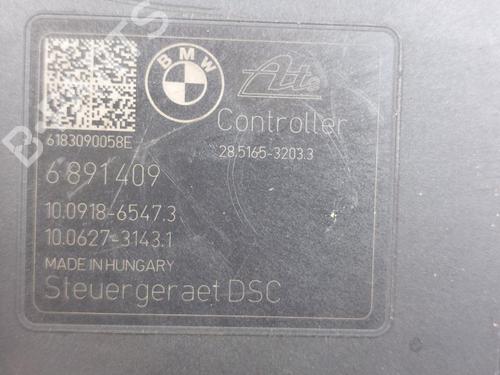 BMW
Ate
Controller
6183090058E
28.5165-3203.3
6 891 409
10.0918-6547.3
10.0627-3143.1
MADE IN HUNGARY
Steuergeraet DSC